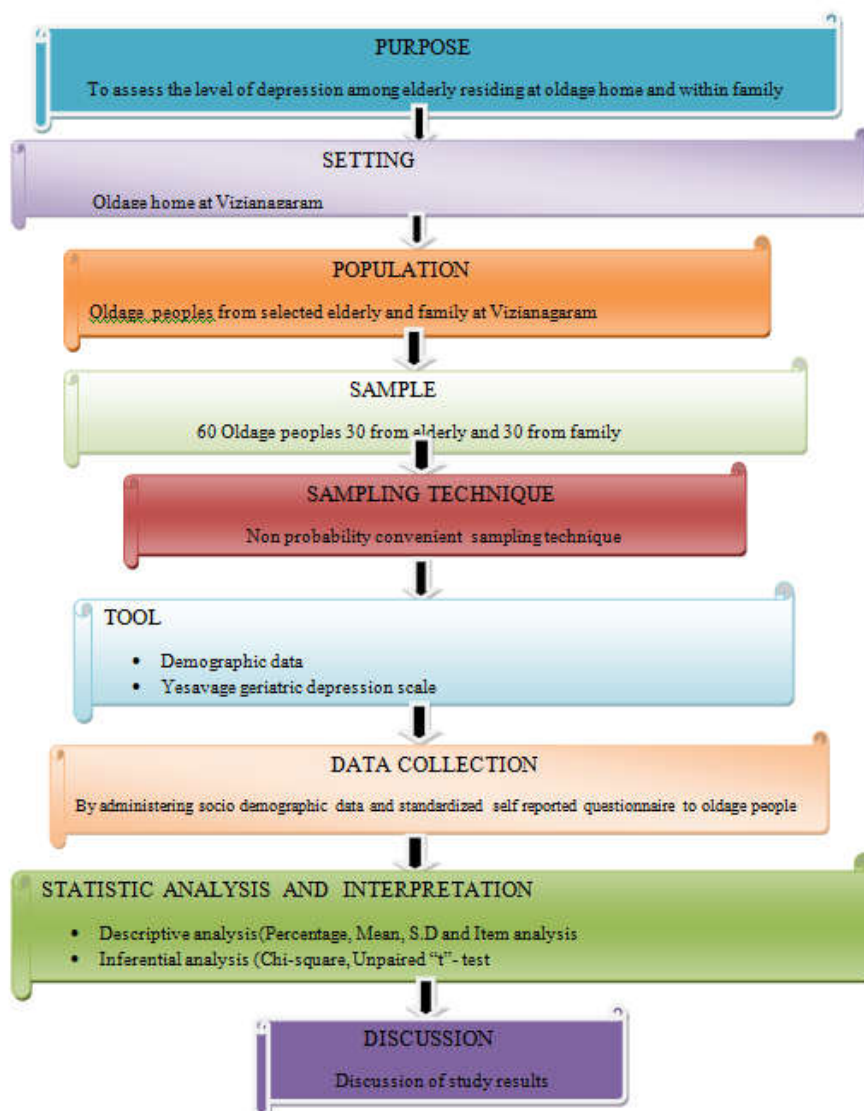 PURPOSE
To assess the level of depression among elderly residing at oldage home and within family
SETTING
Oldage home at Vizianagaram
POPULATION
Oldage peoples from selected elderly and family at Vizianagaram
SAMPLE
60 Oldage peoples 30 from elderly and 30 from family
SAMPLING TECHNIQUE
Non probability convenient sampling technique
TOOL
• Demographic data
• Yesavage geriatric depression scale
DATA COLLECTION
By administering socio demographic data and standardized self reported questionnaire to oldage people
STATISTIC ANALYSIS AND INTERPRETATION
• Descriptive analysis(Percentage, Mean, S.D and Item analysis
• Inferential analysis (Chi-square, Unpaired “t”- test
DISCUSSION
Discussion of study results